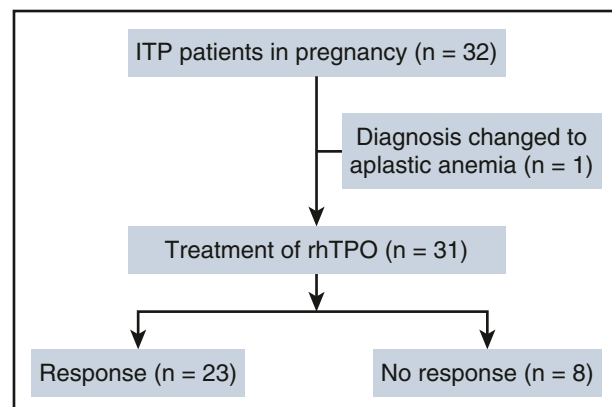 ITP patients in pregnancy (n = 32)
Diagnosis changed to
aplastic anemia (n = 1)
Treatment of rhTPO (n = 31)
Response (n = 23)
No response (n = 8)